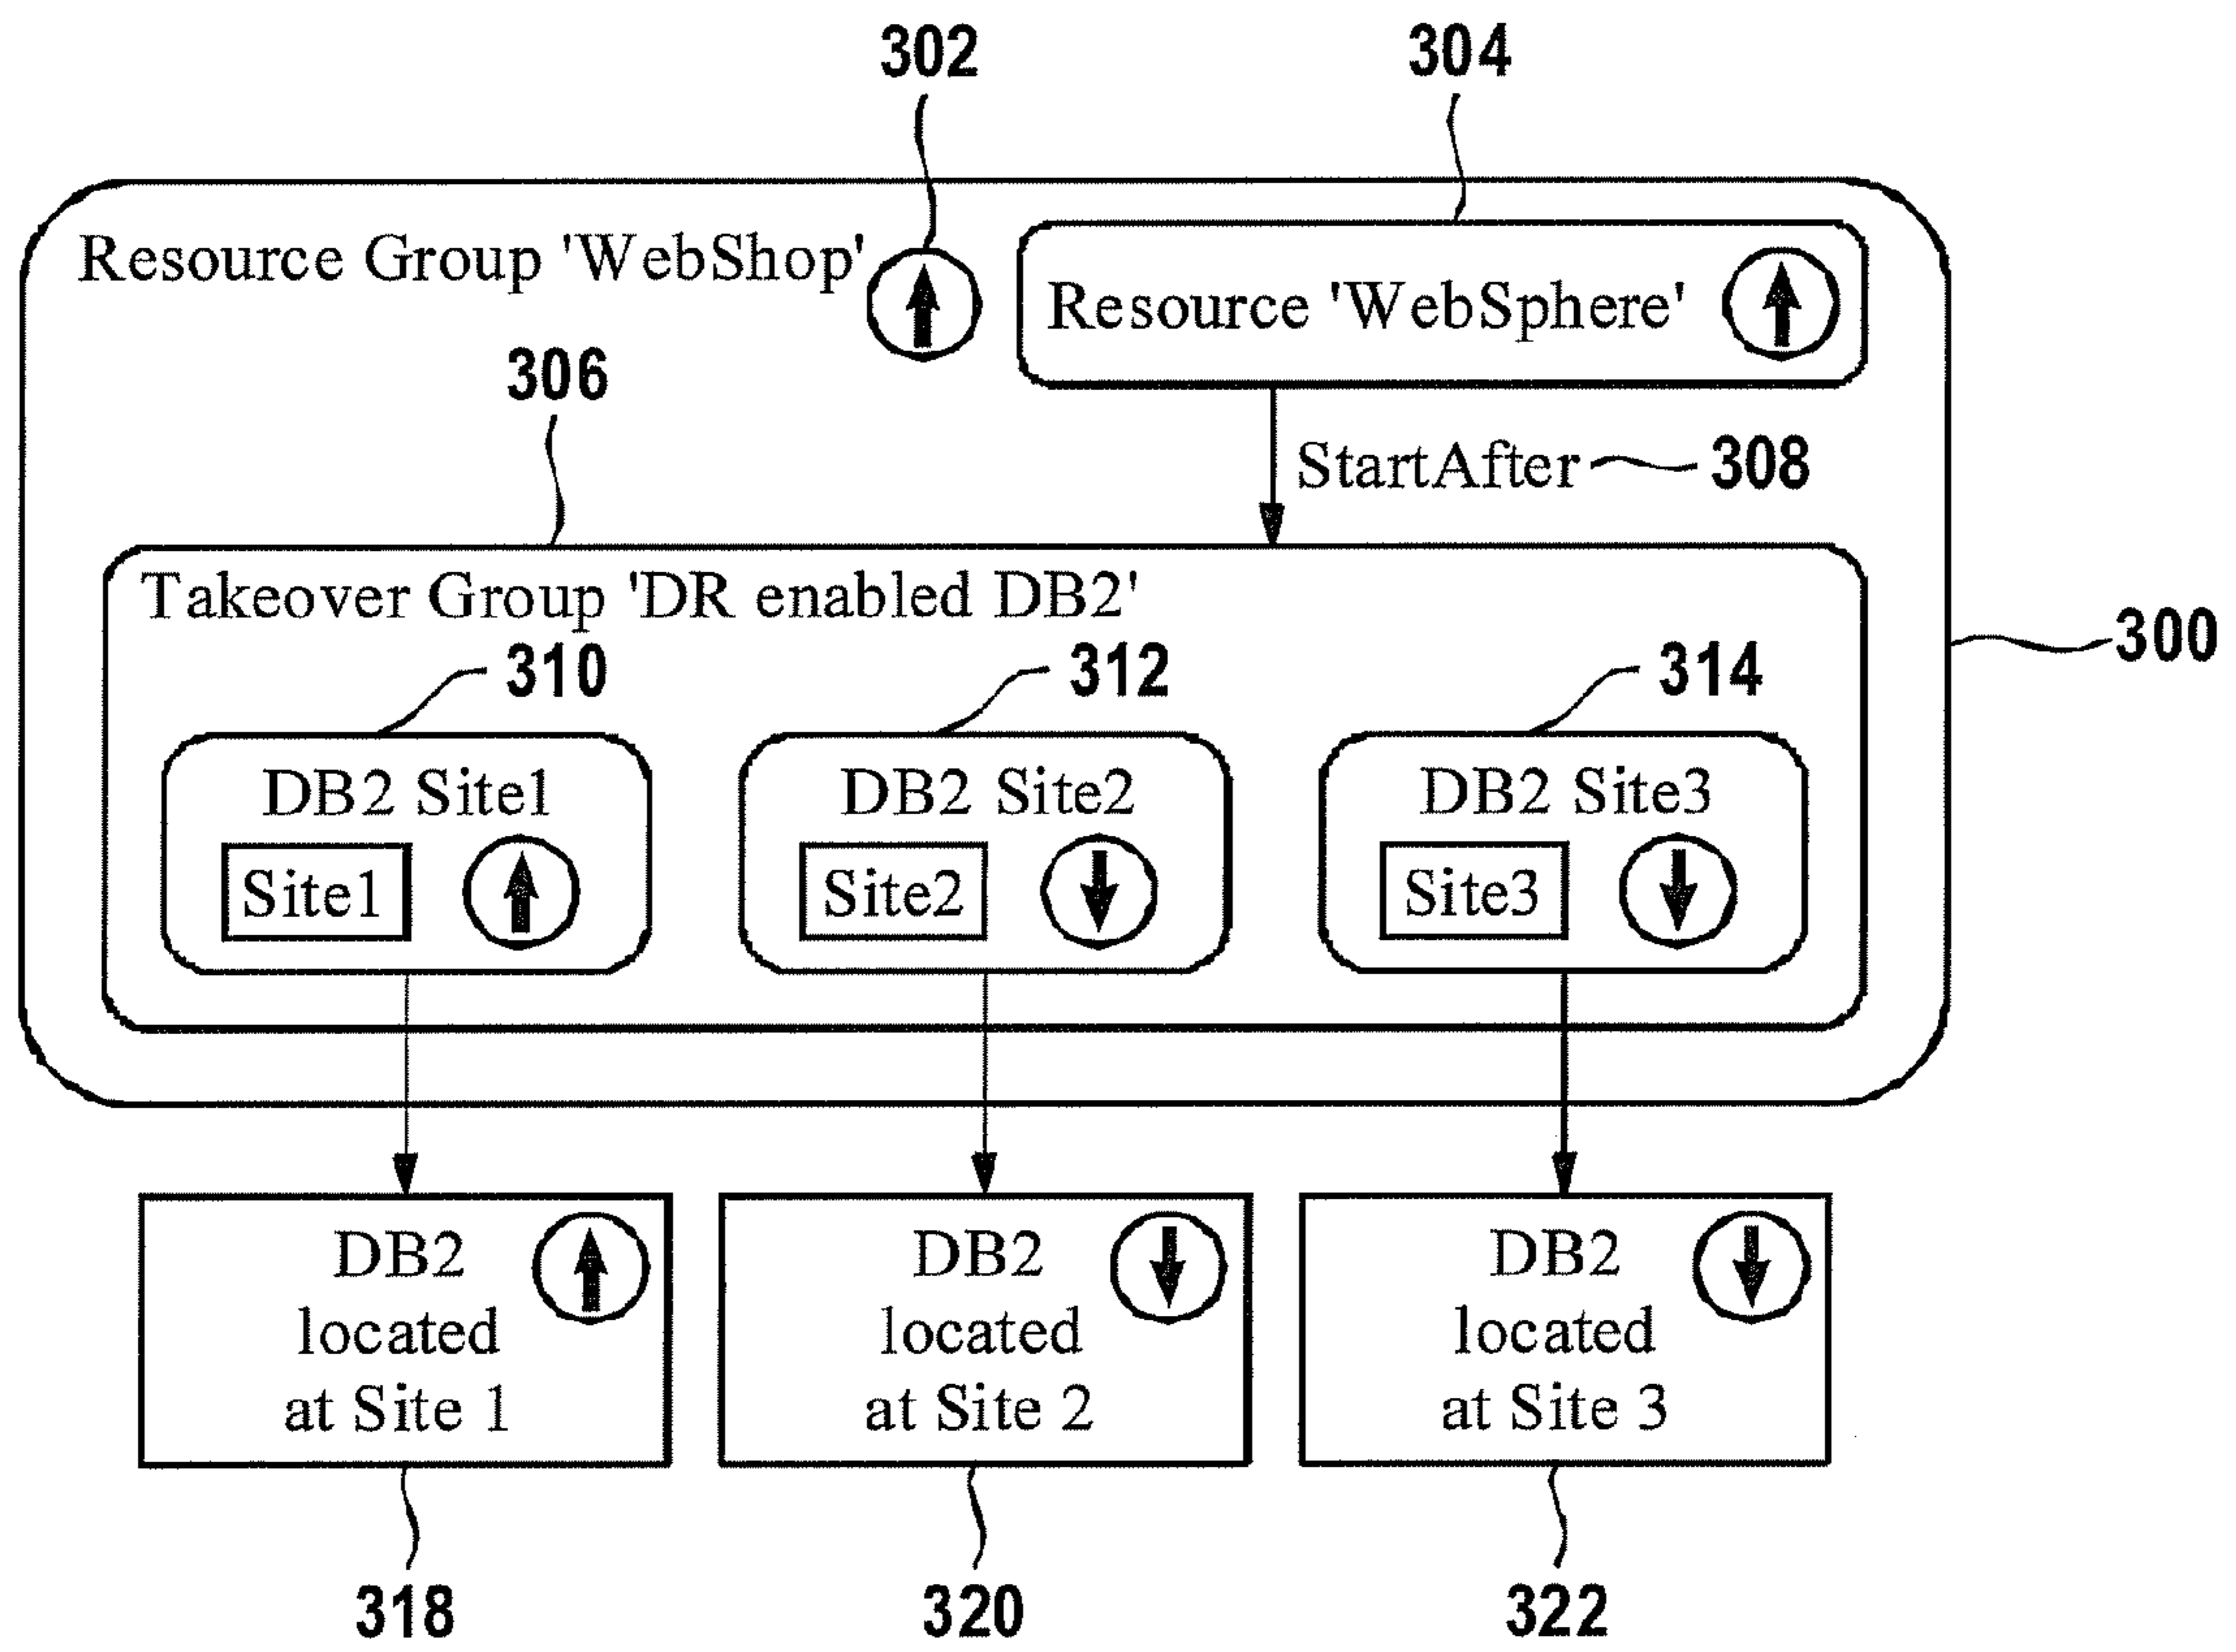 302
304
Resource Group 'WebShop'
Resource 'WebSphere'
306
StartAfter
308
Takeover Group 'DR enabled DB2'
300
310
312
314
DB2 Site1
DB2 Site2
DB2 Site3
Site1
Site2
Site3
DB2
located
at Site 1
DB2
located
at Site 2
DB2
located
at Site 3
318
320
322